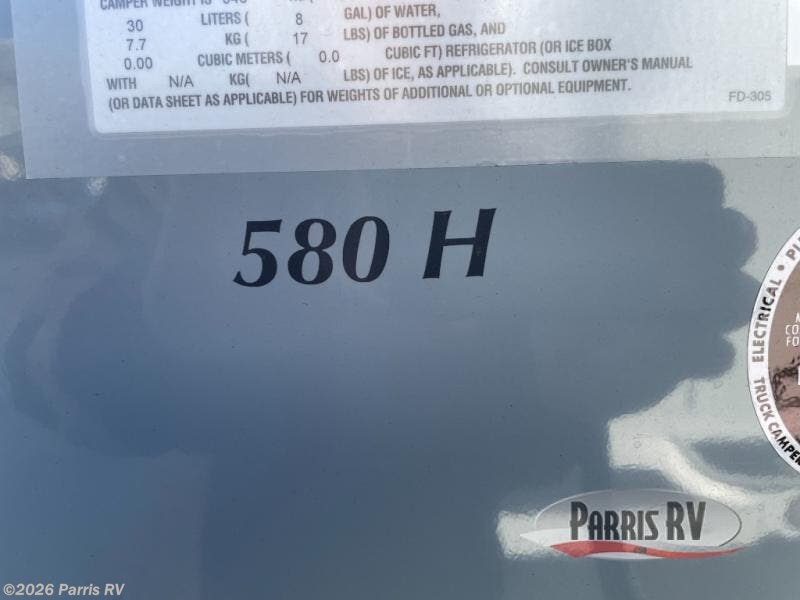 CAMPER WEIGHT IS
30 LITERS ( 8 GAL) OF WATER,
7.7 KG ( 17 LBS) OF BOTTLED GAS, AND
0.00 CUBIC METERS ( 0.0 CUBIC FT) REFRIGERATOR (OR ICE BOX
WITH N/A KG( N/A LBS) OF ICE, AS APPLICABLE). CONSULT OWNER'S MANUAL
(OR DATA SHEET AS APPLICABLE) FOR WEIGHTS OF ADDITIONAL OR OPTIONAL EQUIPMENT.
FD-305
580 H
ELECTRICAL •
TRUCK CAMPER
PARRIS RV
©2026 Parris RV